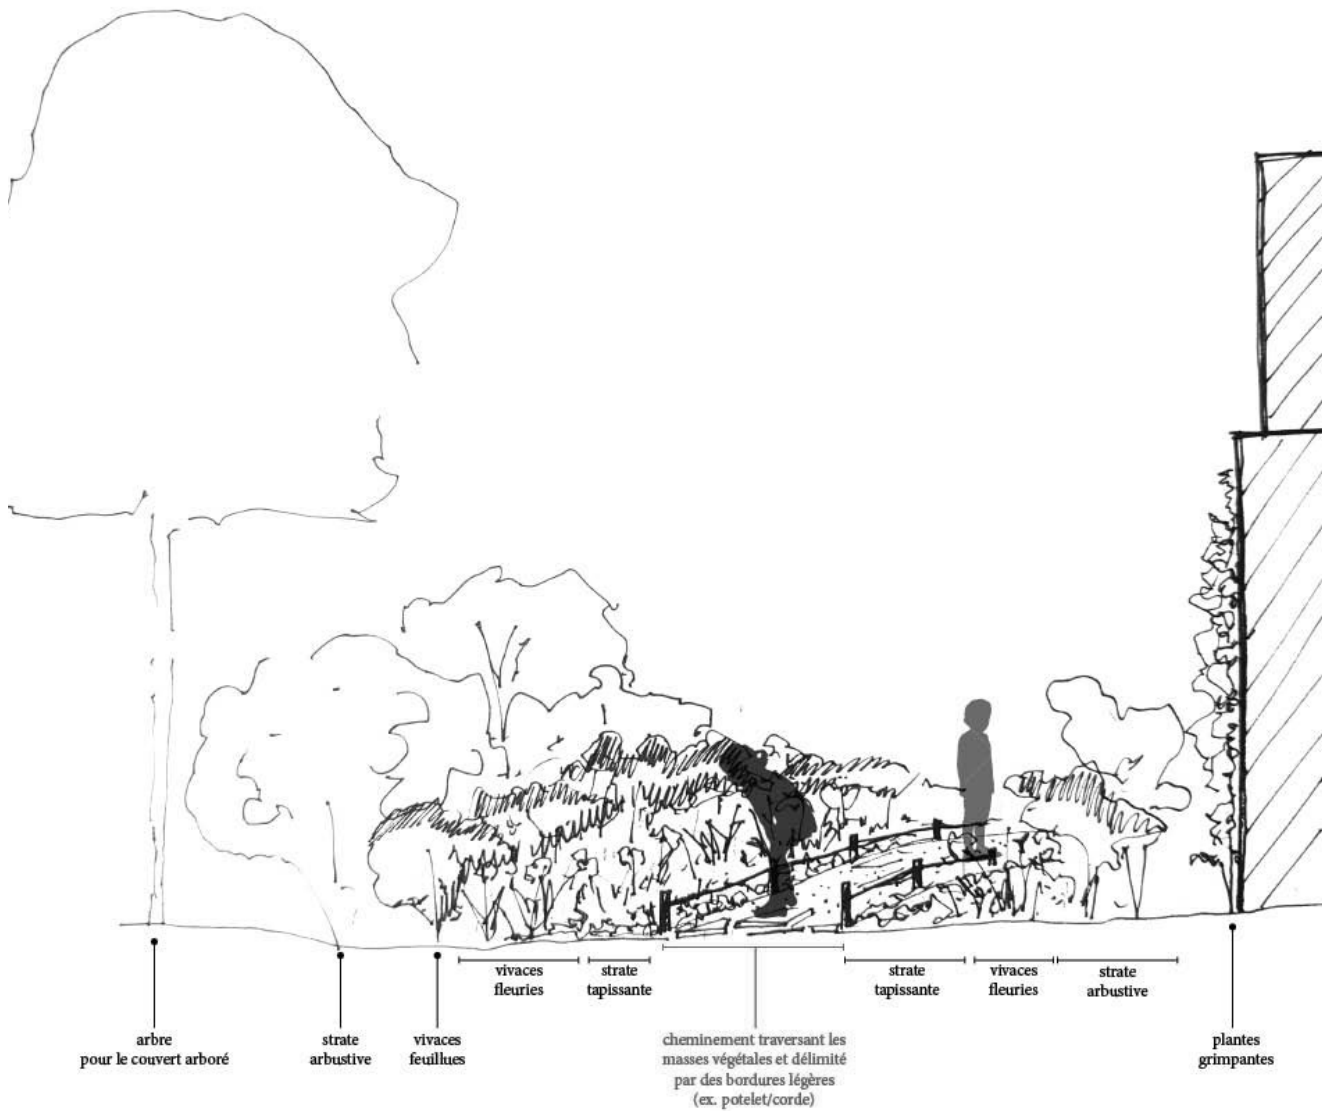 vivaces
fleuries
strate
tapissante
strate
tapissante
vivaces
fleuries
strate
arbustive
arbre
pour le couvert arboré
strate
arbustive
vivaces
feuillues
cheminement traversant les
masses végétales et délimité
par des bordures légères
(ex. potelet/corde)
plantes
grimpantes